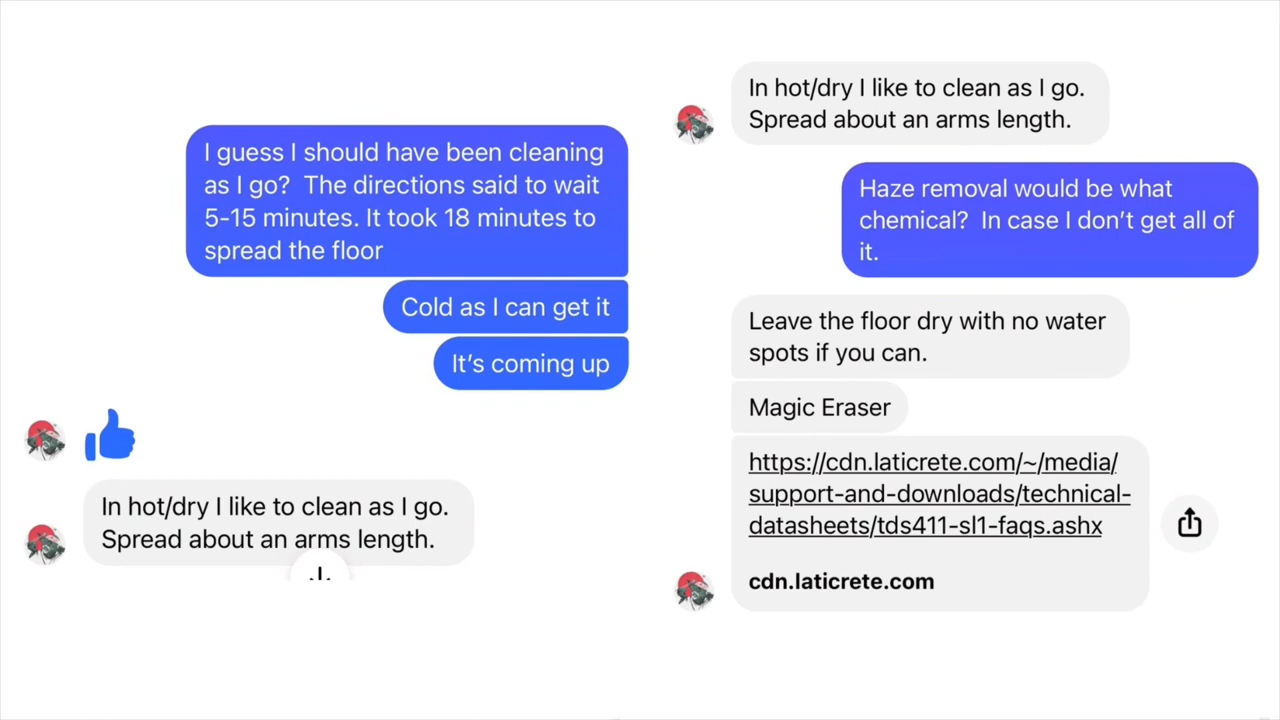 I guess I should have been cleaning
as I go?  The directions said to wait
5-15 minutes. It took 18 minutes to
spread the floor
Cold as I can get it
It’s coming up
In hot/dry I like to clean as I go.
Spread about an arms length.
In hot/dry I like to clean as I go.
Spread about an arms length.
Haze removal would be what
chemical?  In case I don’t get all of
it.
Leave the floor dry with no water
spots if you can.
Magic Eraser
https://cdn.laticrete.com/~/media/
support-and-downloads/technical-
datasheets/tds411-sl1-faqs.ashx
cdn.laticrete.com